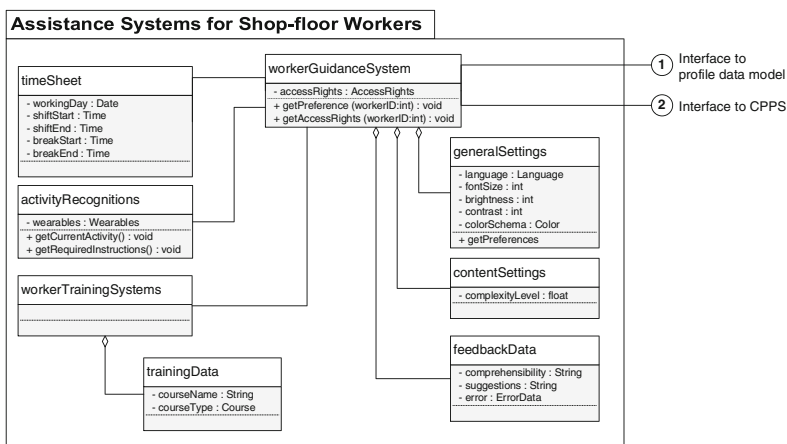 Assistance Systems for Shop-floor Workers
timeSheet
- workingDay : Date
- shiftStart : Time
- shiftEnd : Time
- breakStart : Time
- breakEnd : Time
workerGuidanceSystem
- accessRights : AccessRights
+ getPreference (workerID:int) : void
+ getAccessRights (workerID:int) : void
1
Interface to
profile data model
2
Interface to CPPS
activityRecognitions
- wearables : Wearables
+ getCurrentActivity() : void
+ getRequiredInstructions() : void
generalSettings
- language : Language
- fontSize : int
- brightness : int
- contrast : int
- colorSchema : Color
+ getPreferences
workerTrainingSystems
contentSettings
- complexityLevel : float
trainingData
- courseName : String
- courseType : Course
feedbackData
- comprehensibility : String
- suggestions : String
- error : ErrorData